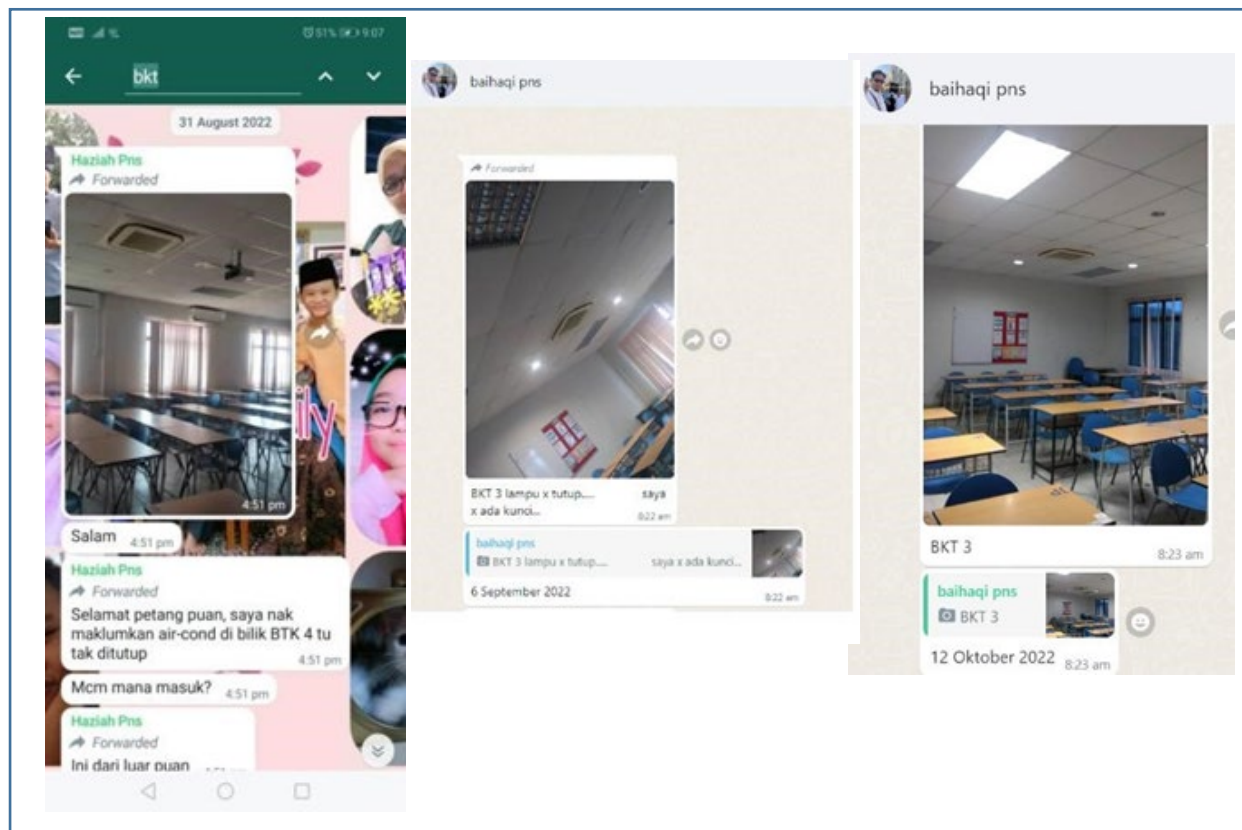 51% 9:07
bkt
31 August 2022
Haziah Pns
Forwarded
4:51 pm
Salam 4:51 pm
Haziah Pns
Forwarded
Selamat petang puan, saya nak
maklumkan air-cond di bilik BTK 4 tu
tak ditutup
4:51 pm
Mcm mana masuk? 4:51 pm
Haziah Pns
Forwarded
Ini dari luar puan 4:51 pm
ily
baihaqi pns
Forwarded
BKT 3 lampu x tutup..... saya
x ada kunci...
8:22 am
baihaqi pns
BKT 3 lampu x tutup..... saya x ada kunci...
6 September 2022 8:22 am
baihaqi pns
BKT 3
8:23 am
baihaqi pns
BKT 3
12 Oktober 2022 8:23 am